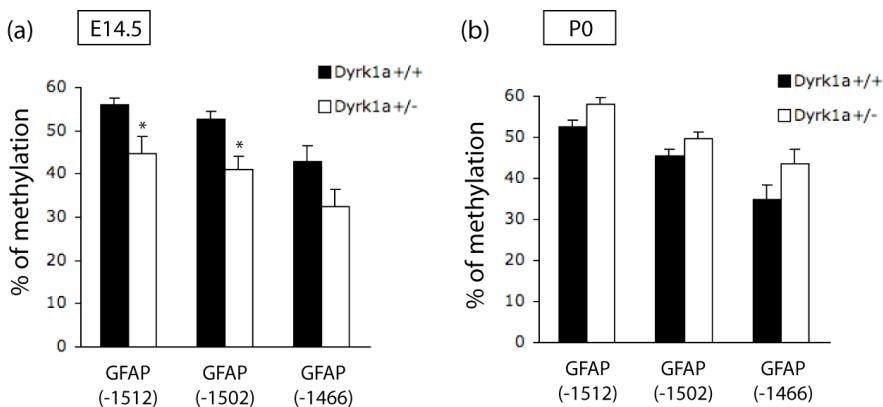 (a) E14.5
Dyrk1a+/+
Dyrk1a+/-
% of methylation
60
50
40
30
20
10
0
*
*
GFAP (-1512)
GFAP (-1502)
GFAP (-1466)
(b) P0
Dyrk1a+/+
Dyrk1a+/-
% of methylation
60
50
40
30
20
10
0
GFAP (-1512)
GFAP (-1502)
GFAP (-1466)